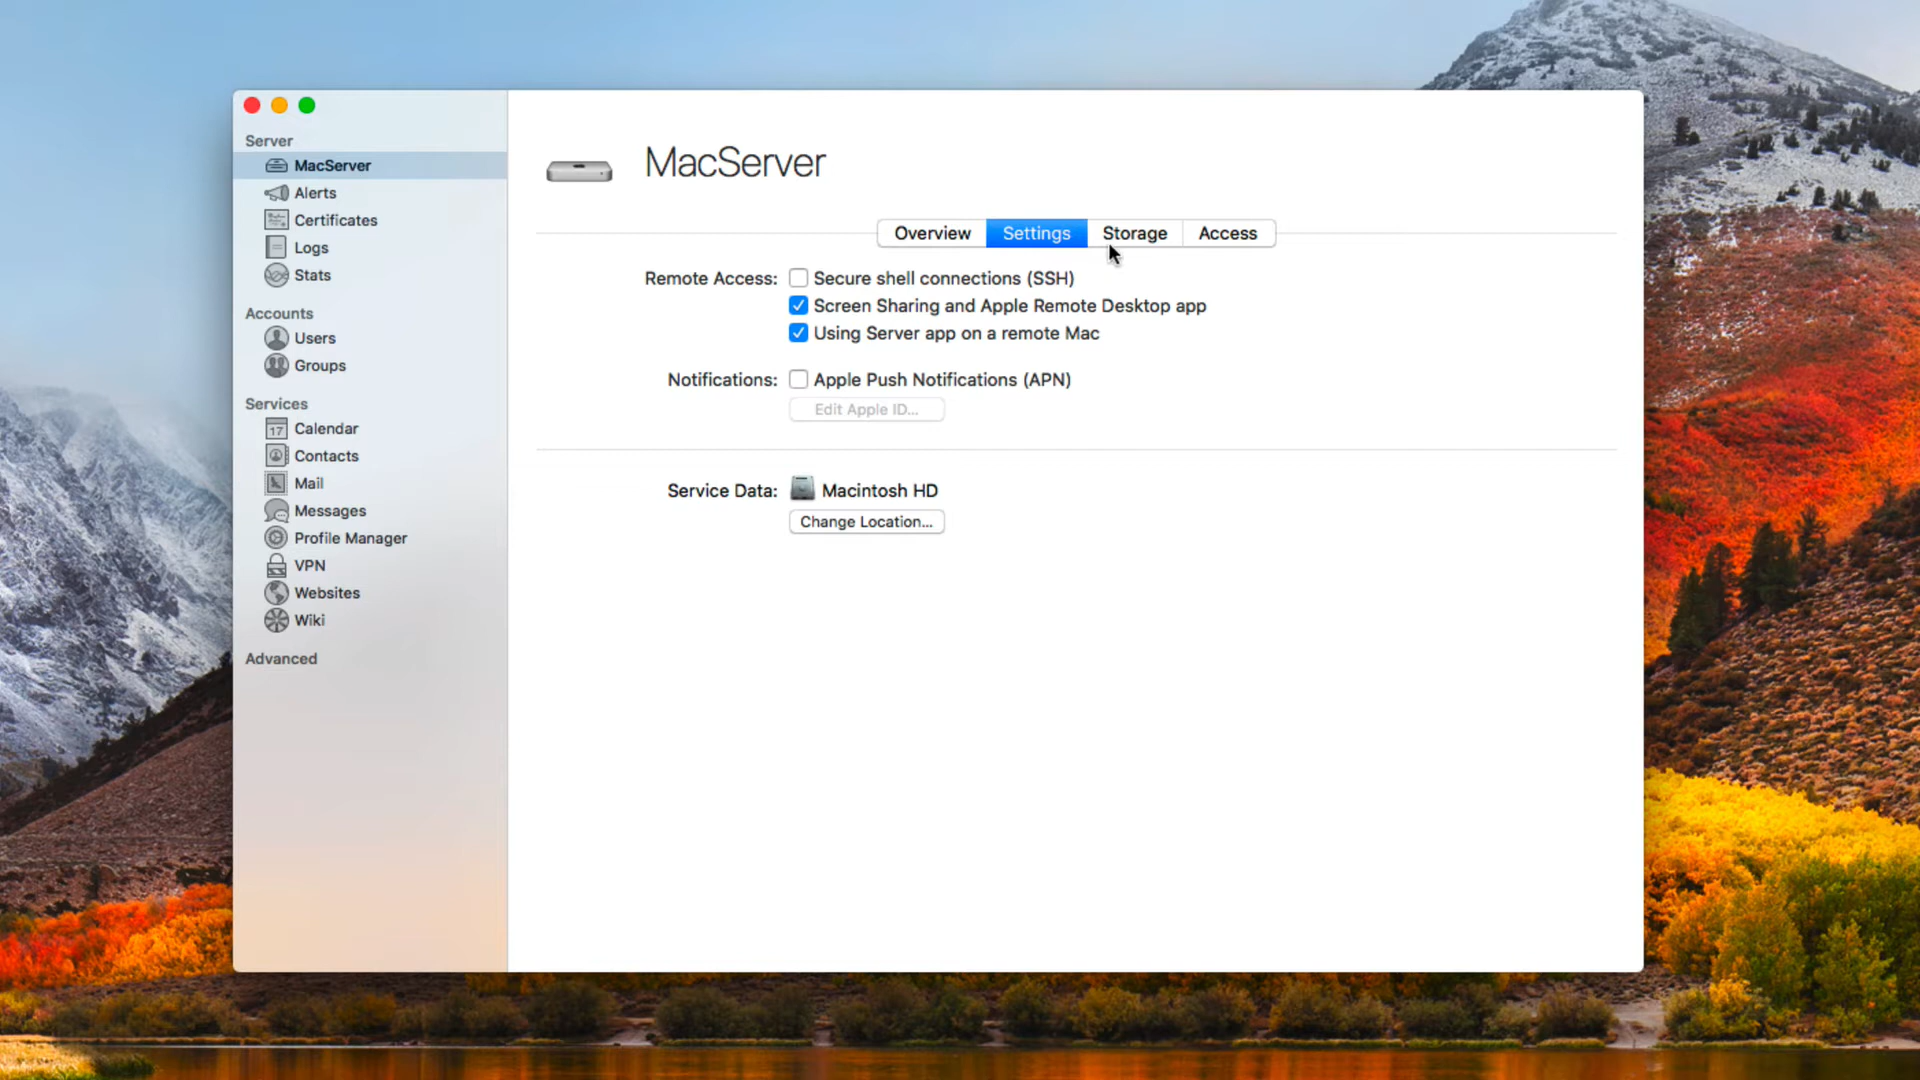 Server
MacServer
Alerts
Certificates
Logs
Stats
Accounts
Users
Groups
Services
17 Calendar
Contacts
Mail
Messages
Profile Manager
VPN
Websites
Wiki
Advanced
MacServer
Overview Settings Storage Access
Remote Access: Secure shell connections (SSH)
Screen Sharing and Apple Remote Desktop app
Using Server app on a remote Mac
Notifications: Apple Push Notifications (APN)
Edit Apple ID...
Service Data: Macintosh HD
Change Location...